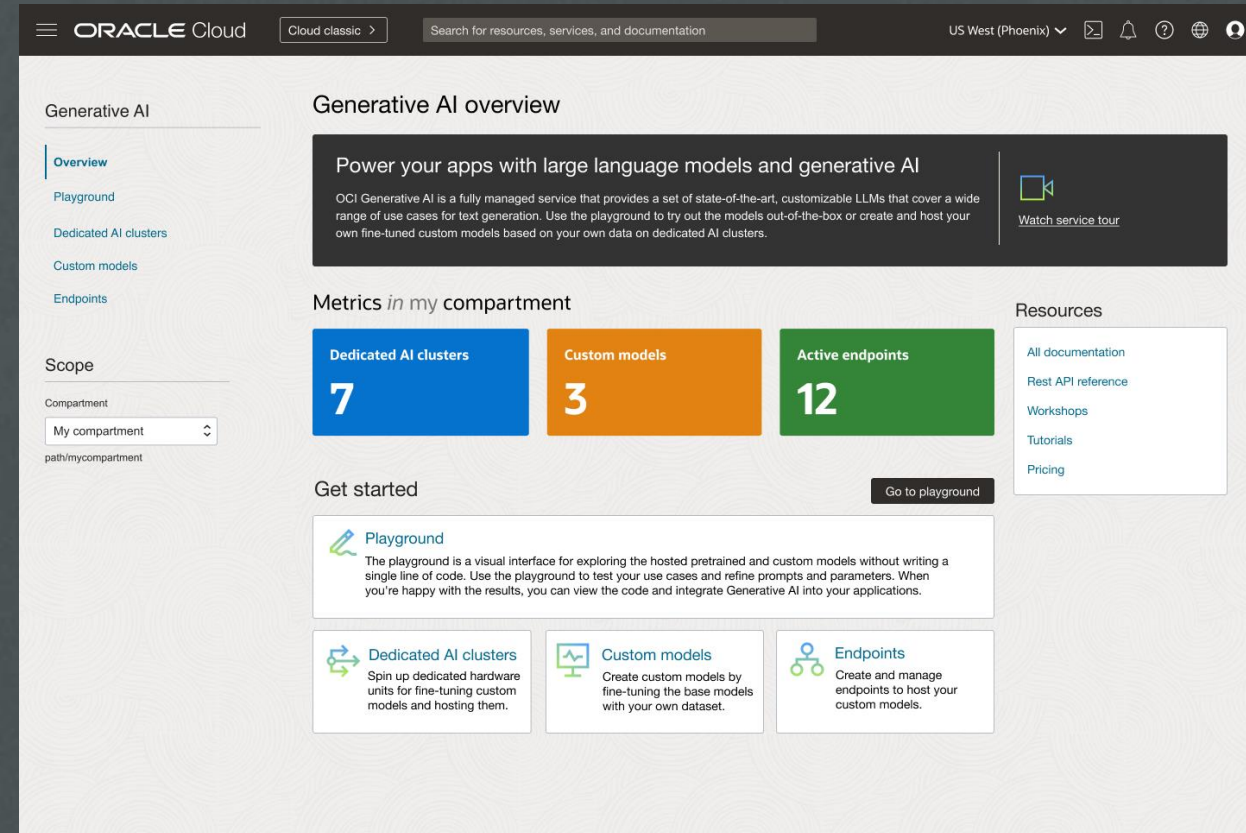 ORACLE Cloud
Cloud classic >
Search for resources, services, and documentation
US West (Phoenix)
Generative AI
Overview
Playground
Dedicated AI clusters
Custom models
Endpoints
Scope
Compartment
My compartment
path/mycompartment
Generative AI overview
Power your apps with large language models and generative AI
OCI Generative AI is a fully managed service that provides a set of state-of-the-art, customizable LLMs that cover a wide
range of use cases for text generation. Use the playground to try out the models out-of-the-box or create and host your
own fine-tuned custom models based on your own data on dedicated AI clusters.
Watch service tour
Metrics in my compartment
Dedicated AI clusters
7
Custom models
3
Active endpoints
12
Resources
All documentation
Rest API reference
Workshops
Tutorials
Pricing
Get started
Go to playground
Playground
The playground is a visual interface for exploring the hosted pretrained and custom models without writing a
single line of code. Use the playground to test your use cases and refine prompts and parameters. When
you're happy with the results, you can view the code and integrate Generative AI into your applications.
Dedicated AI clusters
Spin up dedicated hardware
units for fine-tuning custom
models and hosting them.
Custom models
Create custom models by
fine-tuning the base models
with your own dataset.
Endpoints
Create and manage
endpoints to host your
custom models.